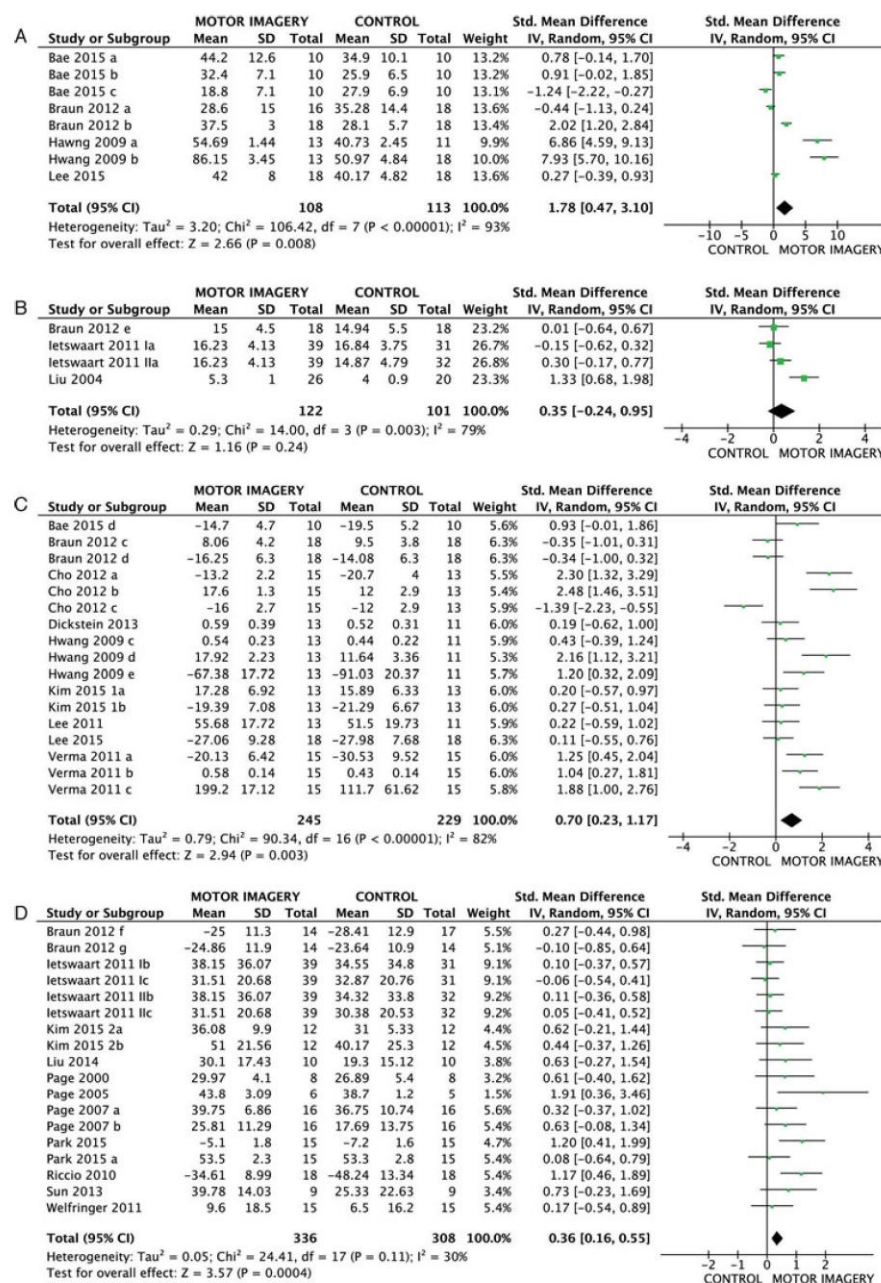 A
MOTOR IMAGERY CONTROL Std. Mean Difference Std. Mean Difference
Study or Subgroup Mean SD Total Mean SD Total Weight IV, Random, 95% CI IV, Random, 95% CI
Bae 2015 a 44.2 12.6 10 34.9 10.1 10 13.2% 0.78 [−0.14, 1.70]
Bae 2015 b 32.4 7.1 10 25.9 6.5 10 13.2% 0.91 [−0.02, 1.85]
Bae 2015 c 18.8 7.1 10 27.9 6.9 10 13.1% −1.24 [−2.22, −0.27]
Braun 2012 a 28.6 15 16 35.28 14.4 18 13.6% −0.44 [−1.13, 0.24]
Braun 2012 b 37.5 3 18 28.1 5.7 18 13.4% 2.02 [1.20, 2.84]
Hawng 2009 a 54.69 1.44 13 40.73 2.45 11 9.9% 6.86 [4.59, 9.13]
Hwang 2009 b 86.15 3.45 13 50.97 4.84 18 10.0% 7.93 [5.70, 10.16]
Lee 2015 42 8 18 40.17 4.82 18 13.6% 0.27 [−0.39, 0.93]
Total (95% CI) 108 113 100.0% 1.78 [0.47, 3.10]
Heterogeneity: Tau² = 3.20; Chi² = 106.42, df = 7 (P < 0.00001); I² = 93%
Test for overall effect: Z = 2.66 (P = 0.008)
−10 −5 0 5 10
CONTROL MOTOR IMAGERY
B
MOTOR IMAGERY CONTROL Std. Mean Difference Std. Mean Difference
Study or Subgroup Mean SD Total Mean SD Total Weight IV, Random, 95% CI IV, Random, 95% CI
Braun 2012 e 15 4.5 18 14.94 5.5 18 23.2% 0.01 [−0.64, 0.67]
Ietswaart 2011 Ia 16.23 4.13 39 16.84 3.75 31 26.7% −0.15 [−0.62, 0.32]
Ietswaart 2011 IIa 16.23 4.13 39 14.87 4.79 32 26.8% 0.30 [−0.17, 0.77]
Liu 2004 5.3 1 26 4 0.9 20 23.3% 1.33 [0.68, 1.98]
Total (95% CI) 122 101 100.0% 0.35 [−0.24, 0.95]
Heterogeneity: Tau² = 0.29; Chi² = 14.00, df = 3 (P = 0.003); I² = 79%
Test for overall effect: Z = 1.16 (P = 0.24)
−4 −2 0 2 4
CONTROL MOTOR IMAGERY
C
MOTOR IMAGERY CONTROL Std. Mean Difference Std. Mean Difference
Study or Subgroup Mean SD Total Mean SD Total Weight IV, Random, 95% CI IV, Random, 95% CI
Bae 2015 d −14.7 4.7 10 −19.5 5.2 10 5.6% 0.93 [−0.01, 1.86]
Braun 2012 c 8.06 4.2 18 9.5 3.8 18 6.3% −0.35 [−1.01, 0.31]
Braun 2012 d −16.25 6.3 18 −14.08 6.3 18 6.3% −0.34 [−1.00, 0.32]
Cho 2012 a −13.2 2.2 15 −20.7 4 13 5.5% 2.30 [1.32, 3.29]
Cho 2012 b 17.6 1.3 15 12 2.9 13 5.4% 2.48 [1.46, 3.51]
Cho 2012 c −16 2.7 15 −12 2.9 13 5.9% −1.39 [−2.23, −0.55]
Dickstein 2013 0.59 0.39 13 0.52 0.31 11 6.0% 0.19 [−0.62, 1.00]
Hwang 2009 c 0.54 0.23 13 0.44 0.22 11 5.9% 0.43 [−0.39, 1.24]
Hwang 2009 d 17.92 2.23 13 11.64 3.36 11 5.3% 2.16 [1.12, 3.21]
Hwang 2009 e −67.38 17.72 13 −91.03 20.37 11 5.7% 1.20 [0.32, 2.09]
Kim 2015 1a 17.28 6.92 13 15.89 6.33 13 6.0% 0.20 [−0.57, 0.97]
Kim 2015 1b −19.39 7.08 13 −21.29 6.67 13 6.0% 0.27 [−0.51, 1.04]
Lee 2011 55.68 17.72 13 51.5 19.73 11 6.0% 0.22 [−0.59, 1.02]
Lee 2015 −27.06 9.28 18 −27.98 7.68 18 6.3% 0.11 [−0.55, 0.76]
Verma 2011 a −20.13 6.42 15 −30.53 9.52 15 6.0% 1.25 [0.45, 2.04]
Verma 2011 b 0.58 0.14 15 0.43 0.14 15 6.0% 1.04 [0.27, 1.81]
Verma 2011 c 199.2 17.12 15 111.7 61.62 15 5.8% 1.88 [1.00, 2.76]
Total (95% CI) 245 229 100.0% 0.70 [0.23, 1.17]
Heterogeneity: Tau² = 0.79; Chi² = 90.34, df = 16 (P < 0.00001); I² = 82%
Test for overall effect: Z = 2.94 (P = 0.003)
−4 −2 0 2 4
CONTROL MOTOR IMAGERY
D
MOTOR IMAGERY CONTROL Std. Mean Difference Std. Mean Difference
Study or Subgroup Mean SD Total Mean SD Total Weight IV, Random, 95% CI IV, Random, 95% CI
Braun 2012 f −25 11.3 14 −28.41 12.9 17 5.5% 0.27 [−0.44, 0.98]
Braun 2012 g −24.86 11.9 14 −23.64 10.9 14 5.1% −0.10 [−0.85, 0.64]
Ietswaart 2011 Ib 38.15 36.07 39 34.55 34.8 31 9.1% 0.10 [−0.37, 0.57]
Ietswaart 2011 Ic 31.51 20.68 39 32.87 20.76 31 9.1% −0.06 [−0.54, 0.41]
Ietswaart 2011 IIb 38.15 36.07 39 34.32 33.8 32 9.2% 0.11 [−0.36, 0.58]
Ietswaart 2011 IIc 31.51 20.68 39 30.38 20.53 32 9.2% 0.05 [−0.41, 0.52]
Kim 2015 2a 36.08 9.9 12 31 5.33 12 4.4% 0.62 [−0.21, 1.44]
Kim 2015 2b 51 21.56 12 40.17 25.3 12 4.4% 0.44 [−0.37, 1.26]
Liu 2014 30.1 17.43 10 19.3 15.12 10 3.8% 0.63 [−0.27, 1.54]
Page 2000 29.97 4.1 8 26.89 5.4 8 3.2% 0.61 [−0.40, 1.62]
Page 2005 43.8 3.09 6 38.7 1.2 5 1.5% 1.91 [0.36, 3.46]
Page 2007 a 39.75 6.86 16 36.75 10.74 16 5.6% 0.32 [−0.37, 1.02]
Page 2007 b 25.81 11.29 16 17.69 13.75 16 5.4% 0.63 [−0.08, 1.34]
Park 2015 −5.1 1.8 15 −7.2 1.6 15 4.7% 1.20 [0.41, 1.99]
Park 2015 a 53.5 2.3 15 53.3 2.8 15 5.4% 0.08 [−0.64, 0.79]
Riccio 2010 −34.61 8.99 18 −48.24 13.34 18 5.4% 1.17 [0.46, 1.89]
Sun 2013 39.78 14.03 9 25.33 22.63 9 3.5% 0.73 [−0.23, 1.69]
Welfringer 2011 9.6 18.5 15 6.5 16.2 15 5.4% 0.17 [−0.54, 0.89]
Total (95% CI) 336 308 100.0% 0.36 [0.16, 0.55]
Heterogeneity: Tau² = 0.05; Chi² = 24.41, df = 17 (P = 0.11); I² = 30%
Test for overall effect: Z = 3.57 (P = 0.0004)
−2 −1 0 1 2
CONTROL MOTOR IMAGERY